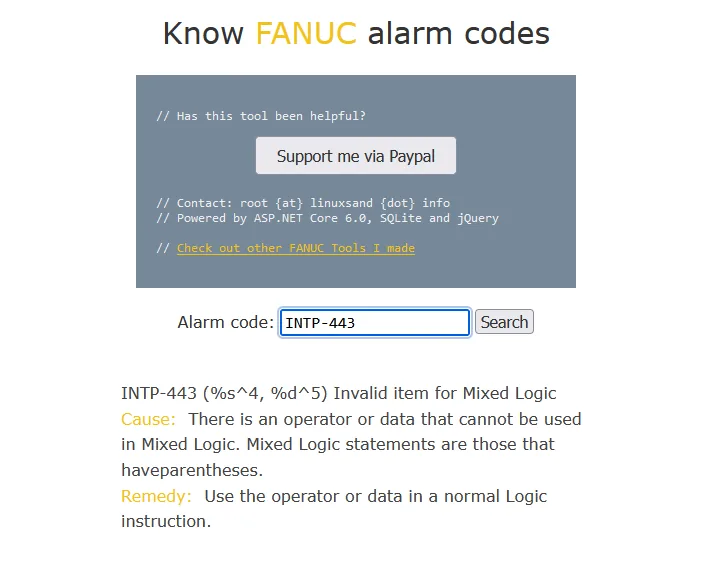 Know FANUC alarm codes
// Has this tool been helpful?
Support me via Paypal
// Contact: root {at} linuxsand {dot} info
// Powered by ASP.NET Core 6.0, SQLite and jQuery
// Check out other FANUC Tools I made
Alarm code: INTP-443 Search
INTP-443 (%s^4, %d^5) Invalid item for Mixed Logic
Cause: There is an operator or data that cannot be used
in Mixed Logic. Mixed Logic statements are those that
haveparentheses.
Remedy: Use the operator or data in a normal Logic
instruction.